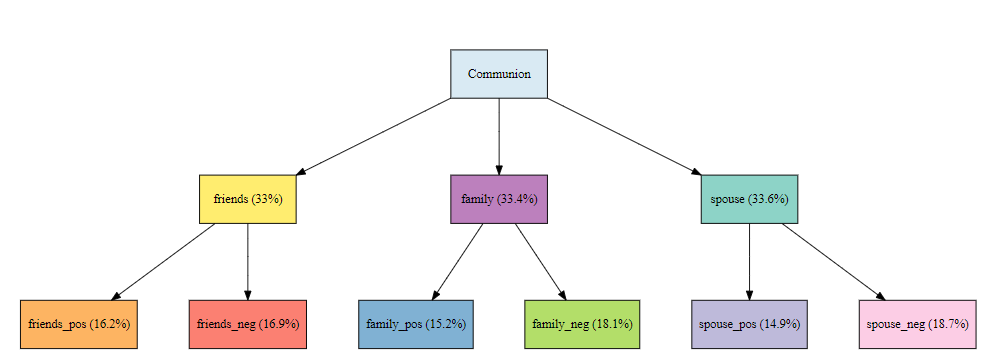 Communion
friends (33%)
family (33.4%)
spouse (33.6%)
friends_pos (16.2%)
friends_neg (16.9%)
family_pos (15.2%)
family_neg (18.1%)
spouse_pos (14.9%)
spouse_neg (18.7%)